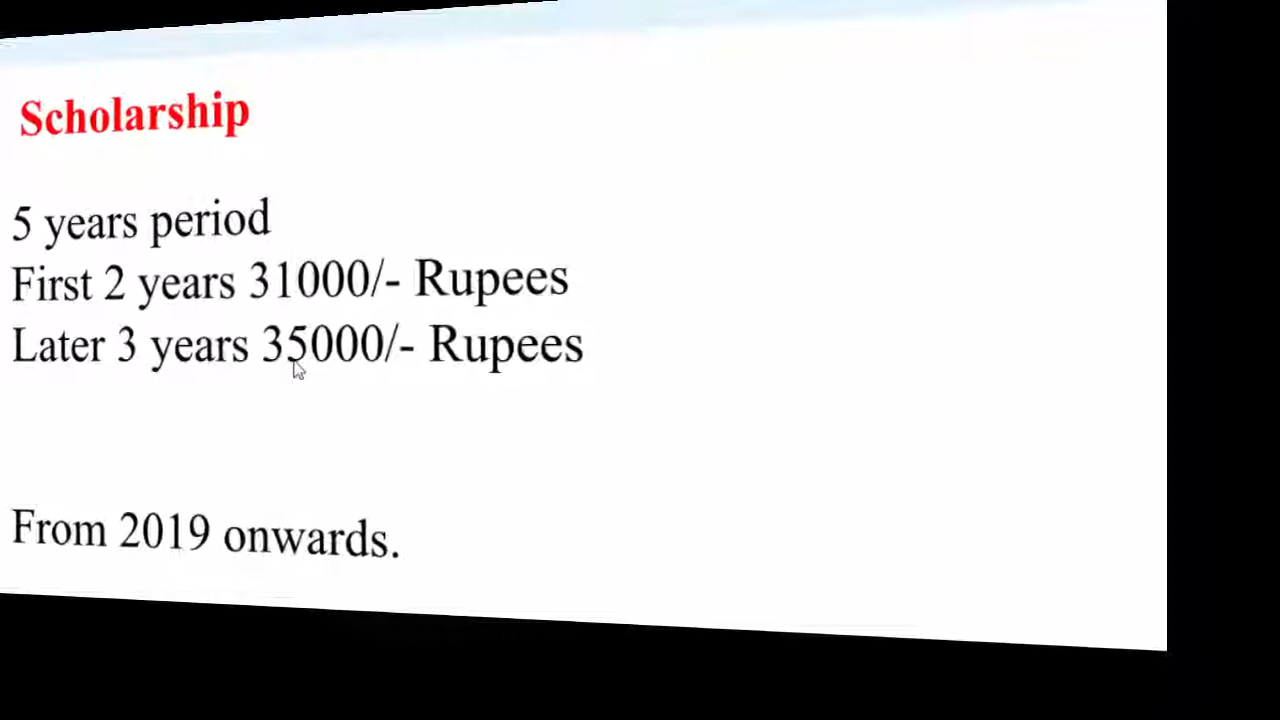 Scholarship
5 years period
First 2 years 31000/- Rupees
Later 3 years 35000/- Rupees
From 2019 onwards.